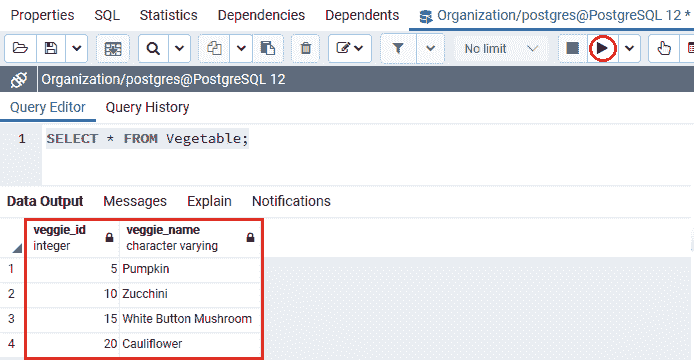 Properties SQL Statistics Dependencies Dependents Organization/postgres@PostgreSQL 12 *
No limit
Organization/postgres@PostgreSQL 12
Query Editor Query History
1 SELECT * FROM Vegetable;
Data Output Messages Explain Notifications
veggie_id veggie_name
integer character varying
1 5 Pumpkin
2 10 Zucchini
3 15 White Button Mushroom
4 20 Cauliflower